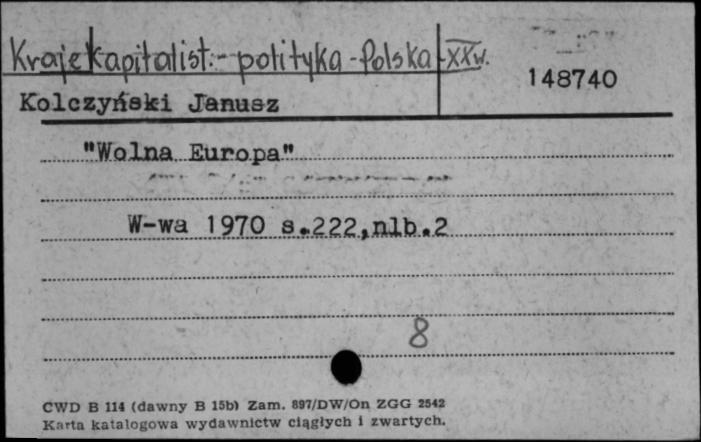 Kraje kapitalist.-polityka-Polska-XXw.
148740
Kolczyński Janusz
"Wolna Europa"
W-wa 1970 s.222,nlb.2
8
CWD B 114 (dawny B 15b) Zam. 897/DW/On ZGG 2542
Karta katalogowa wydawnictw ciągłych i zwartych.